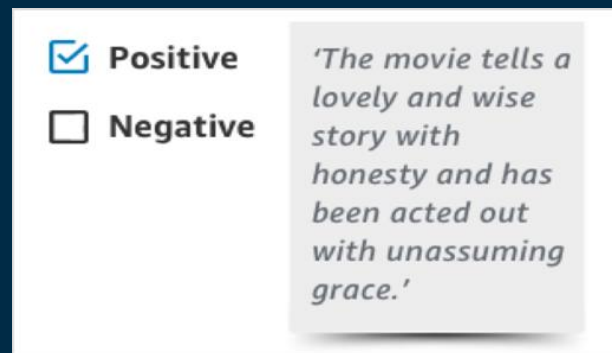 Positive
Negative
‘The movie tells a
lovely and wise
story with
honesty and has
been acted out
with unassuming
grace.’